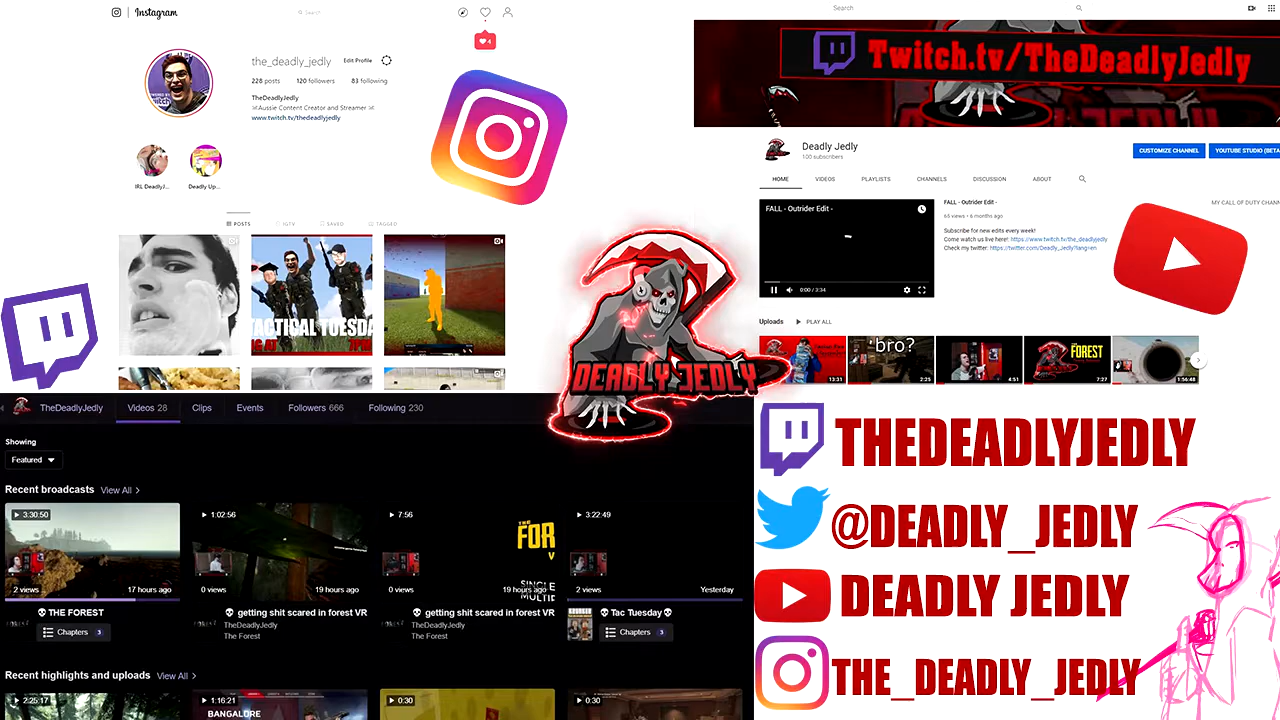 Instagram
Search
4
the_deadly_jedly
Edit Profile
228 posts
120 followers
83 following
TheDeadlyJedly
Aussie Content Creator and Streamer
www.twitch.tv/thedeadlyjedly
IRL DeadlyJ...
Deadly Up...
POSTS
IGTV
SAVED
TAGGED
TACTICAL TUESDA
Search
Twitch.tv/TheDeadlyJedly
Deadly Jedly
100 subscribers
CUSTOMIZE CHANNEL
YOUTUBE STUDIO (BETA
HOME
VIDEOS
PLAYLISTS
CHANNELS
DISCUSSION
ABOUT
FALL - Outrider Edit -
0:00 / 3:34
FALL - Outrider Edit -
65 views • 6 months ago
Subscribe for new edits every week!
Come watch us live here!: https://www.twitch.tv/the_deadlyjedly
Check my twitter: https://twitter.com/Deadly_Jedly?lang=en
MY CALL OF DUTY CHANN
Uploads
PLAY ALL
13:31
'bro?
2:25
4:51
FOREST
7:27
1:56:48
DEADLY JEDLY
TheDeadlyJedly
Videos 28
Clips
Events
Followers 666
Following 230
Showing
Featured
Recent broadcasts
View All
3:30:50
2 views
17 hours ago
THE FOREST
Chapters 3
1:02:56
0 views
19 hours ago
getting shit scared in forest VR
TheDeadlyJedly
The Forest
7:56
THE
FOR
V
SINGLE
MULTIE
0 views
19 hours ago
getting shit scared in forest VR
TheDeadlyJedly
The Forest
3:22:49
2 views
Yesterday
Tac Tuesday
Chapters 3
Recent highlights and uploads
View All
2:25:17
1:16:21
BANGALORE
0:30
0:30
THEDEADLYJEDLY
@DEADLY_JEDLY
DEADLY JEDLY
THE_DEADLY_JEDLY